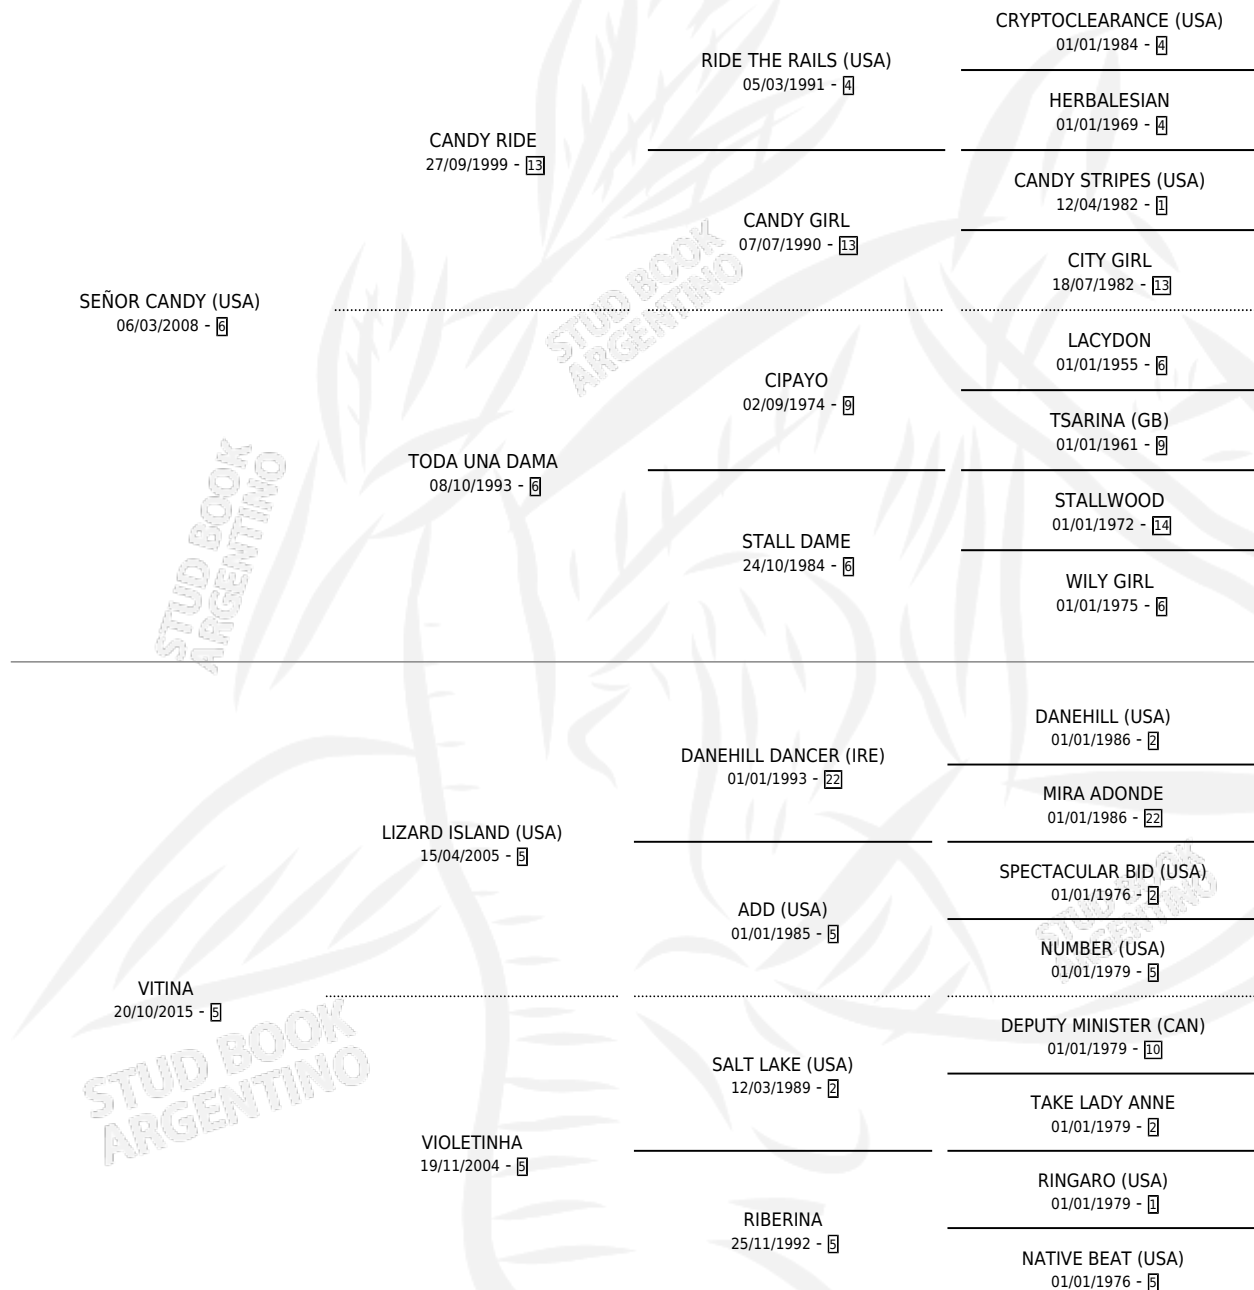 CRYPTOCLEARANCE (USA)
01/01/1984 - 4
RIDE THE RAILS (USA)
05/03/1991 - 4
HERBALESIAN
01/01/1969 - 4
CANDY RIDE
27/09/1999 - 13
CANDY STRIPES (USA)
12/04/1982 - 1
CANDY GIRL
07/07/1990 - 13
CITY GIRL
18/07/1982 - 13
SEÑOR CANDY (USA)
06/03/2008 - 6
LACYDON
01/01/1955 - 6
CIPAYO
02/09/1974 - 9
TSARINA (GB)
01/01/1961 - 9
TODA UNA DAMA
08/10/1993 - 6
STALLWOOD
01/01/1972 - 14
STALL DAME
24/10/1984 - 6
WILY GIRL
01/01/1975 - 6
STUD BOOK
ARGENTINO
STUD BOOK
ARGENTINO
DANEHILL (USA)
01/01/1986 - 2
DANEHILL DANCER (IRE)
01/01/1993 - 22
MIRA ADONDE
01/01/1986 - 22
LIZARD ISLAND (USA)
15/04/2005 - 5
SPECTACULAR BID (USA)
01/01/1976 - 2
ADD (USA)
01/01/1985 - 5
NUMBER (USA)
01/01/1979 - 5
VITINA
20/10/2015 - 5
DEPUTY MINISTER (CAN)
01/01/1979 - 10
SALT LAKE (USA)
12/03/1989 - 2
TAKE LADY ANNE
01/01/1979 - 2
VIOLETINHA
19/11/2004 - 5
RINGARO (USA)
01/01/1979 - 1
RIBERINA
25/11/1992 - 5
NATIVE BEAT (USA)
01/01/1976 - 5
STUD BOOK
ARGENTINO
STUD BOOK
ARGENTINO